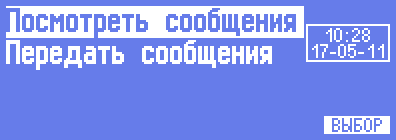 Посмотреть сообщения
Передать сообщения
10:28
17-05-11
ВЫБОР